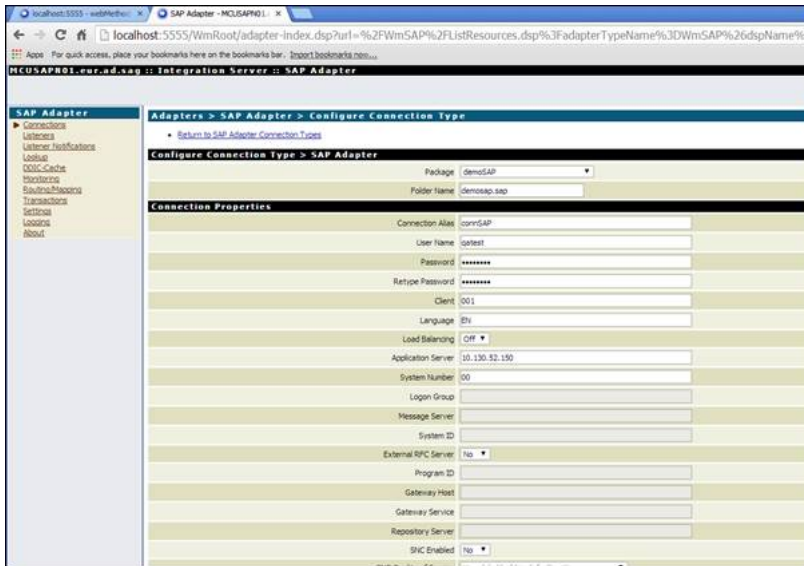 localhost:5555 - webMethod
SAP Adapter - MCUSAPN01.
localhost:5555/WmRoot/adapter-index.dsp?url=%2FWmSAP%2FListResources.dsp%3FadapterTypeName%3DWmSAP%26dspName%
Apps For quick access, place your bookmarks here on the bookmarks bar. Import bookmarks now...
MCUSAPN01.eur.ad.sag :: Integration Server :: SAP Adapter
SAP Adapter
Connections
Listeners
Listener Notifications
Lookup
DDIC-Cache
Monitoring
Routing/Mapping
Transactions
Settings
Logging
About
Adapters > SAP Adapter > Configure Connection Type
Return to SAP Adapter Connection Types
Configure Connection Type > SAP Adapter
Package demoSAP
Folder Name demosap.sap
Connection Properties
Connection Alias connSAP
User Name qatest
Password ••••••••
Retype Password ••••••••
Client 001
Language EN
Load Balancing Off
Application Server 10.130.52.150
System Number 00
Logon Group
Message Server
System ID
External RFC Server No
Program ID
Gateway Host
Gateway Service
Repository Server
SNC Enabled No